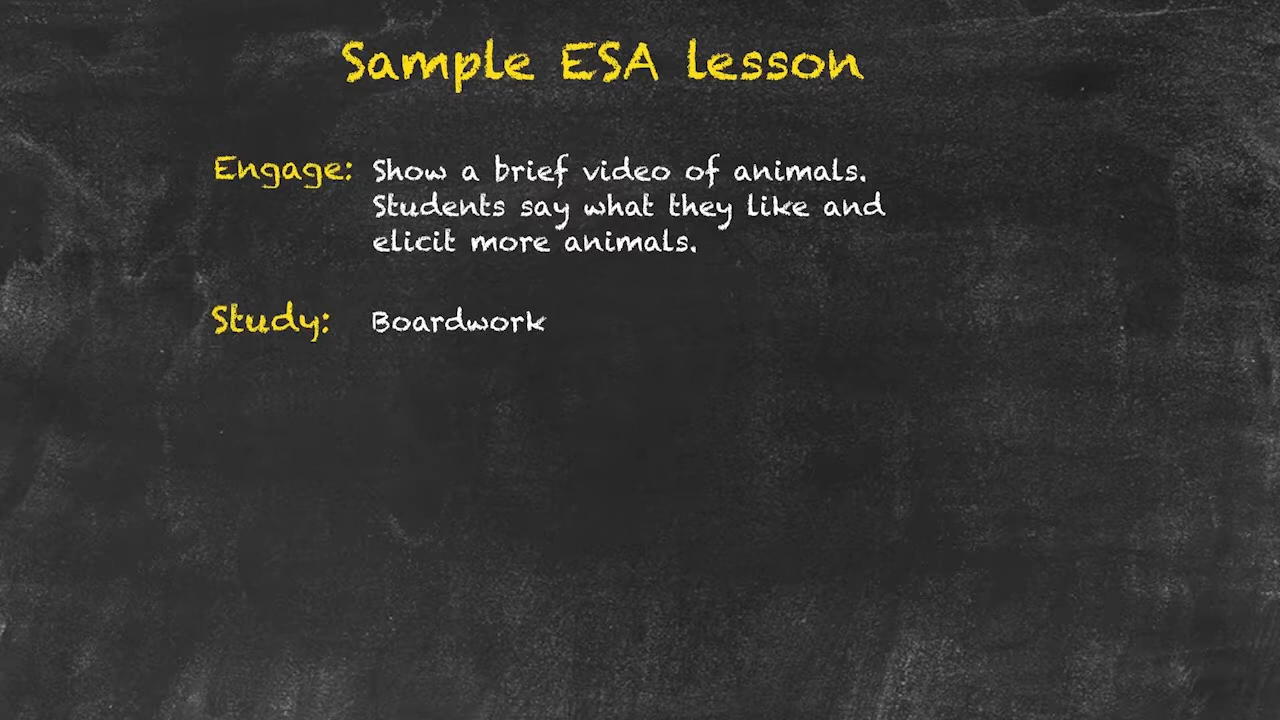 Sample ESA lesson
Engage: Show a brief video of animals.
Students say what they like and
elicit more animals.
Study: Boardwork